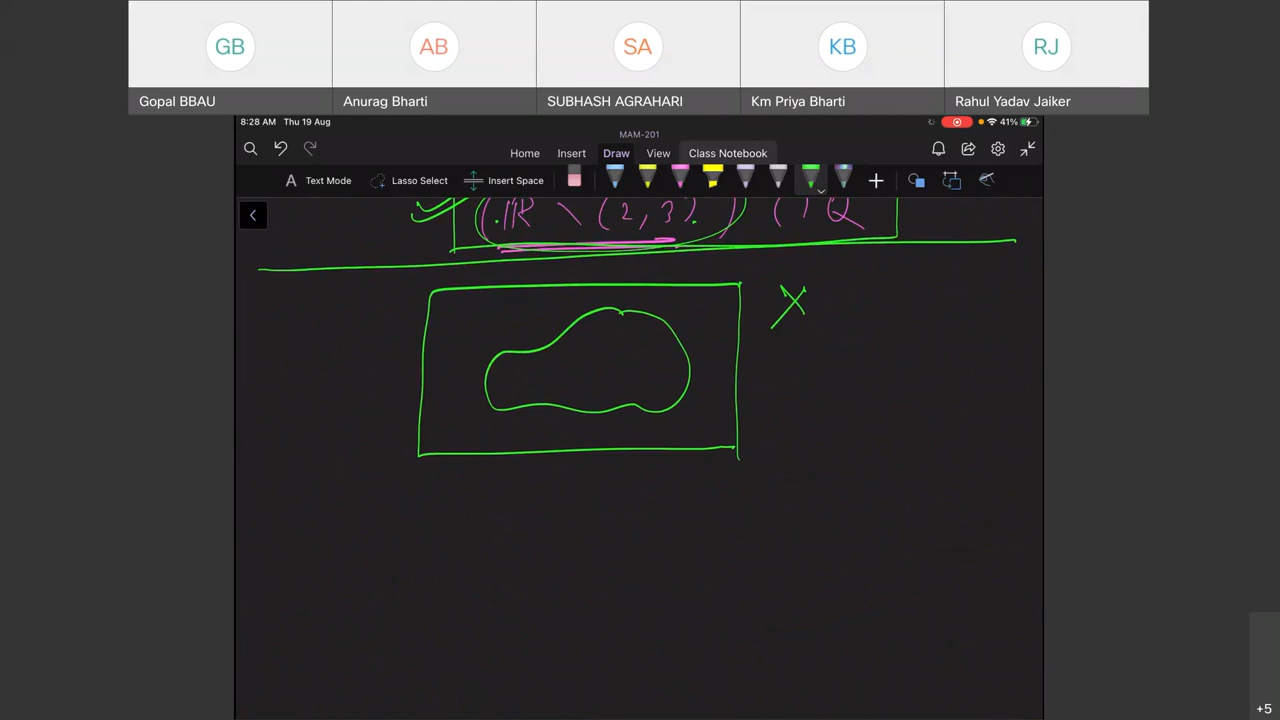 GB AB SA KB RJ
Gopal BBAU Anurag Bharti SUBHASH AGRAHARI Km Priya Bharti Rahul Yadav Jaiker
8:28 AM Thu 19 Aug 41%
MAM-201
Home Insert Draw View Class Notebook
A Text Mode Lasso Select Insert Space
(ℝ \ (2, 3) ) ∩ Q
X
+5